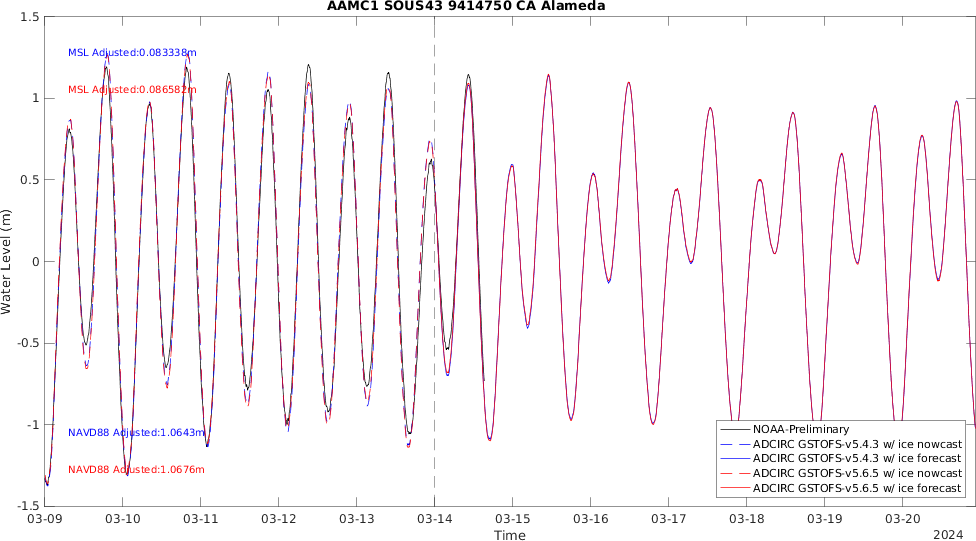 AAMC1 SOUS43 9414750 CA Alameda
1.5
1
0.5
0
-0.5
-1
-1.5
Water Level (m)
MSL Adjusted:0.083338m
MSL Adjusted:0.086582m
NAVD88 Adjusted:1.0643m
NAVD88 Adjusted:1.0676m
NOAA-Preliminary
ADCIRC GSTOFS-v5.4.3 w/ ice nowcast
ADCIRC GSTOFS-v5.4.3 w/ ice forecast
ADCIRC GSTOFS-v5.6.5 w/ ice nowcast
ADCIRC GSTOFS-v5.6.5 w/ ice forecast
03-09 03-10 03-11 03-12 03-13 03-14 03-15 03-16 03-17 03-18 03-19 03-20
Time
2024